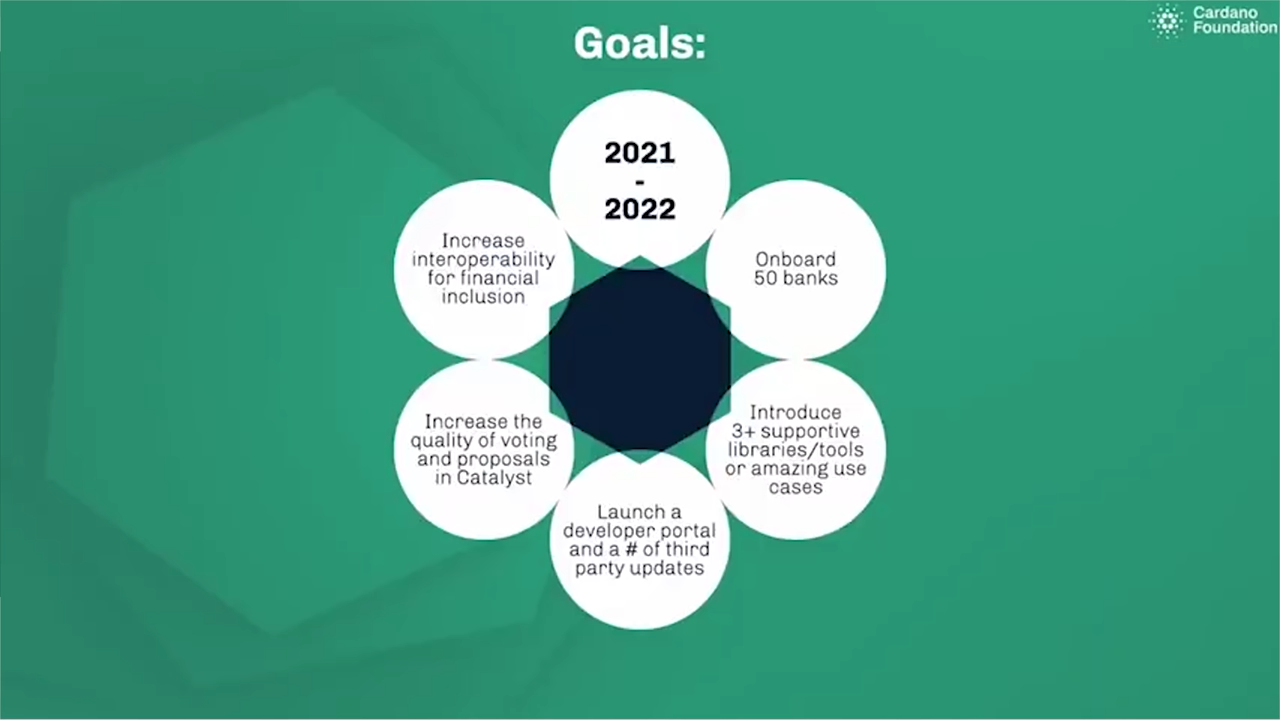 Cardano
Foundation
Goals:
2021
-
2022
Onboard
50 banks
Introduce
3+ supportive
libraries/tools
or amazing use
cases
Launch a
developer portal
and a # of third
party updates
Increase the
quality of voting
and proposals
in Catalyst
Increase
interoperability
for financial
inclusion